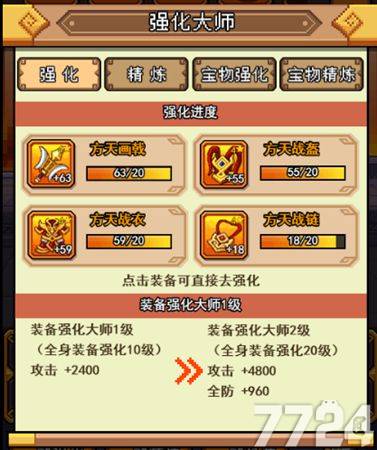 强化大师
强化 精炼 宝物强化 宝物精炼
强化进度
方天画戟 方天战盔
+63 63/20 +55 55/20
方天战衣 方天战链
+59 59/20 +18 18/20
点击装备可直接去强化
装备强化大师1级
装备强化大师1级 装备强化大师2级
（全身装备强化10级） （全身装备强化20级）
攻击 +2400 攻击 +4800
全防 +960
7724